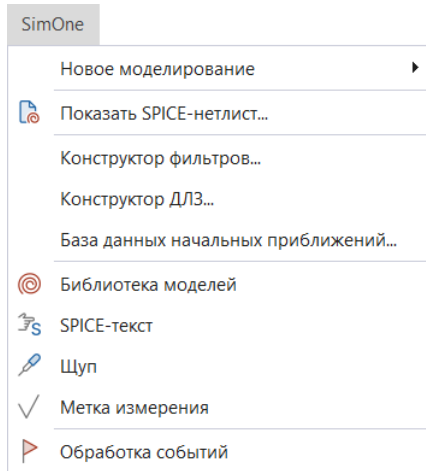 SimOne
Новое моделирование
Показать SPICE-нетлист...
Конструктор фильтров...
Конструктор ДЛЗ...
База данных начальных приближений...
Библиотека моделей
SPICE-текст
Щуп
Метка измерения
Обработка событий